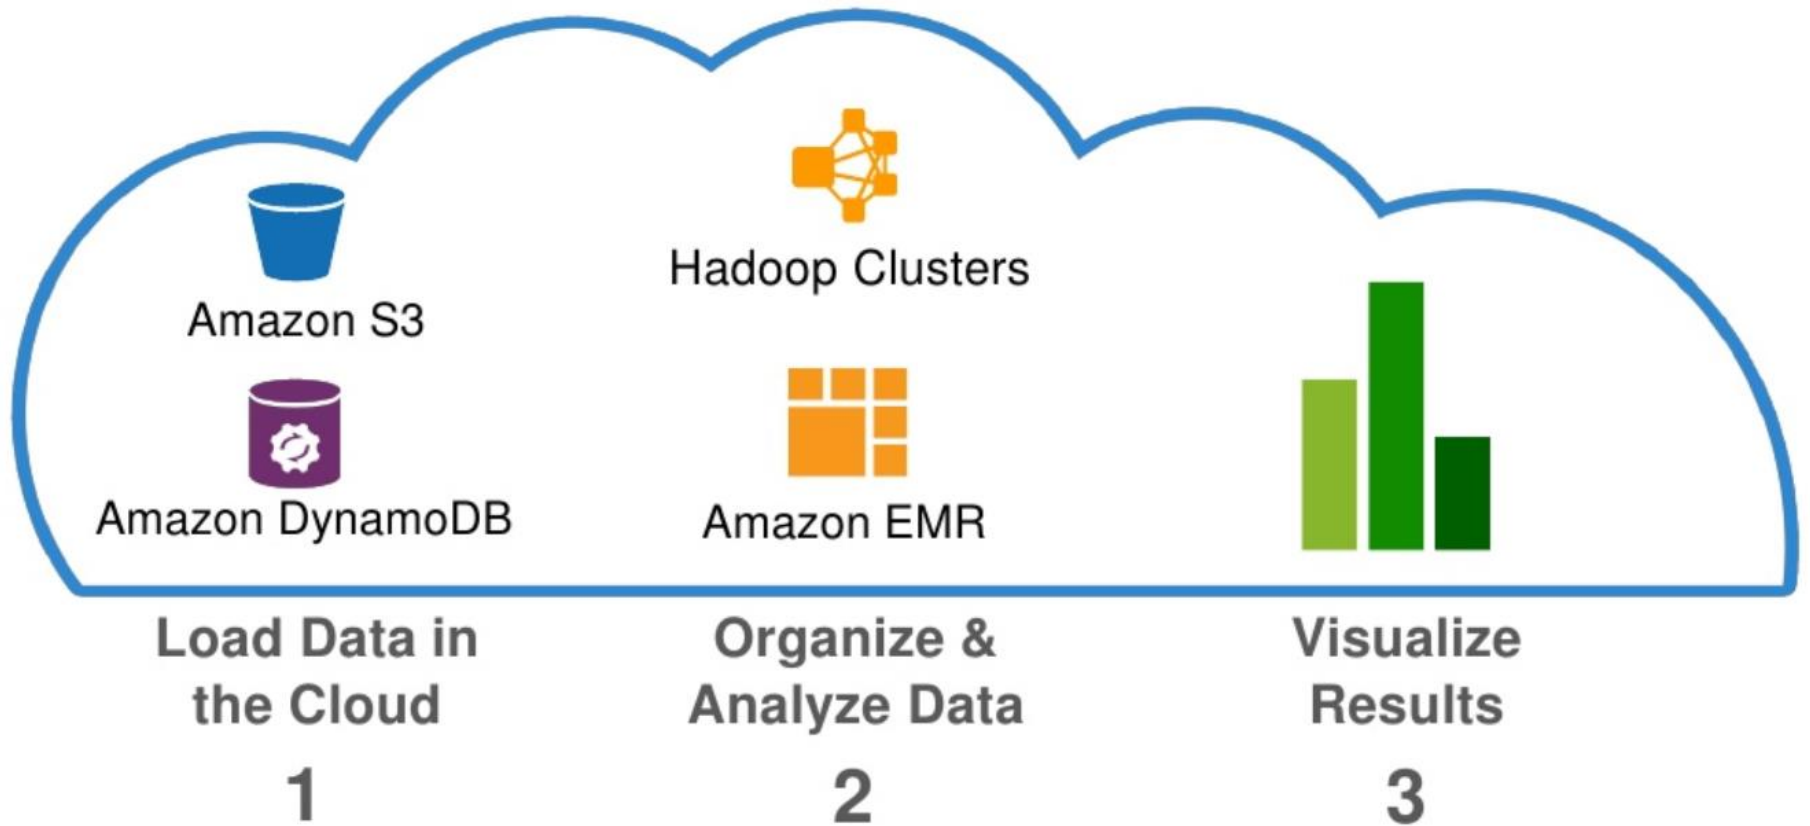 Amazon S3
Amazon DynamoDB
Hadoop Clusters
Amazon EMR
Load Data in
the Cloud
1
Organize &
Analyze Data
2
Visualize
Results
3